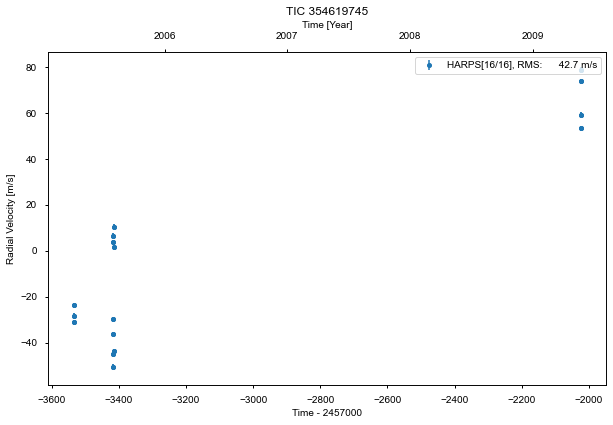 TIC 354619745
Time [Year]
2006 2007 2008 2009
HARPS[16/16], RMS: 42.7 m/s
Radial Velocity [m/s]
80
60
40
20
0
−20
−40
−3600 −3400 −3200 −3000 −2800 −2600 −2400 −2200 −2000
Time - 2457000